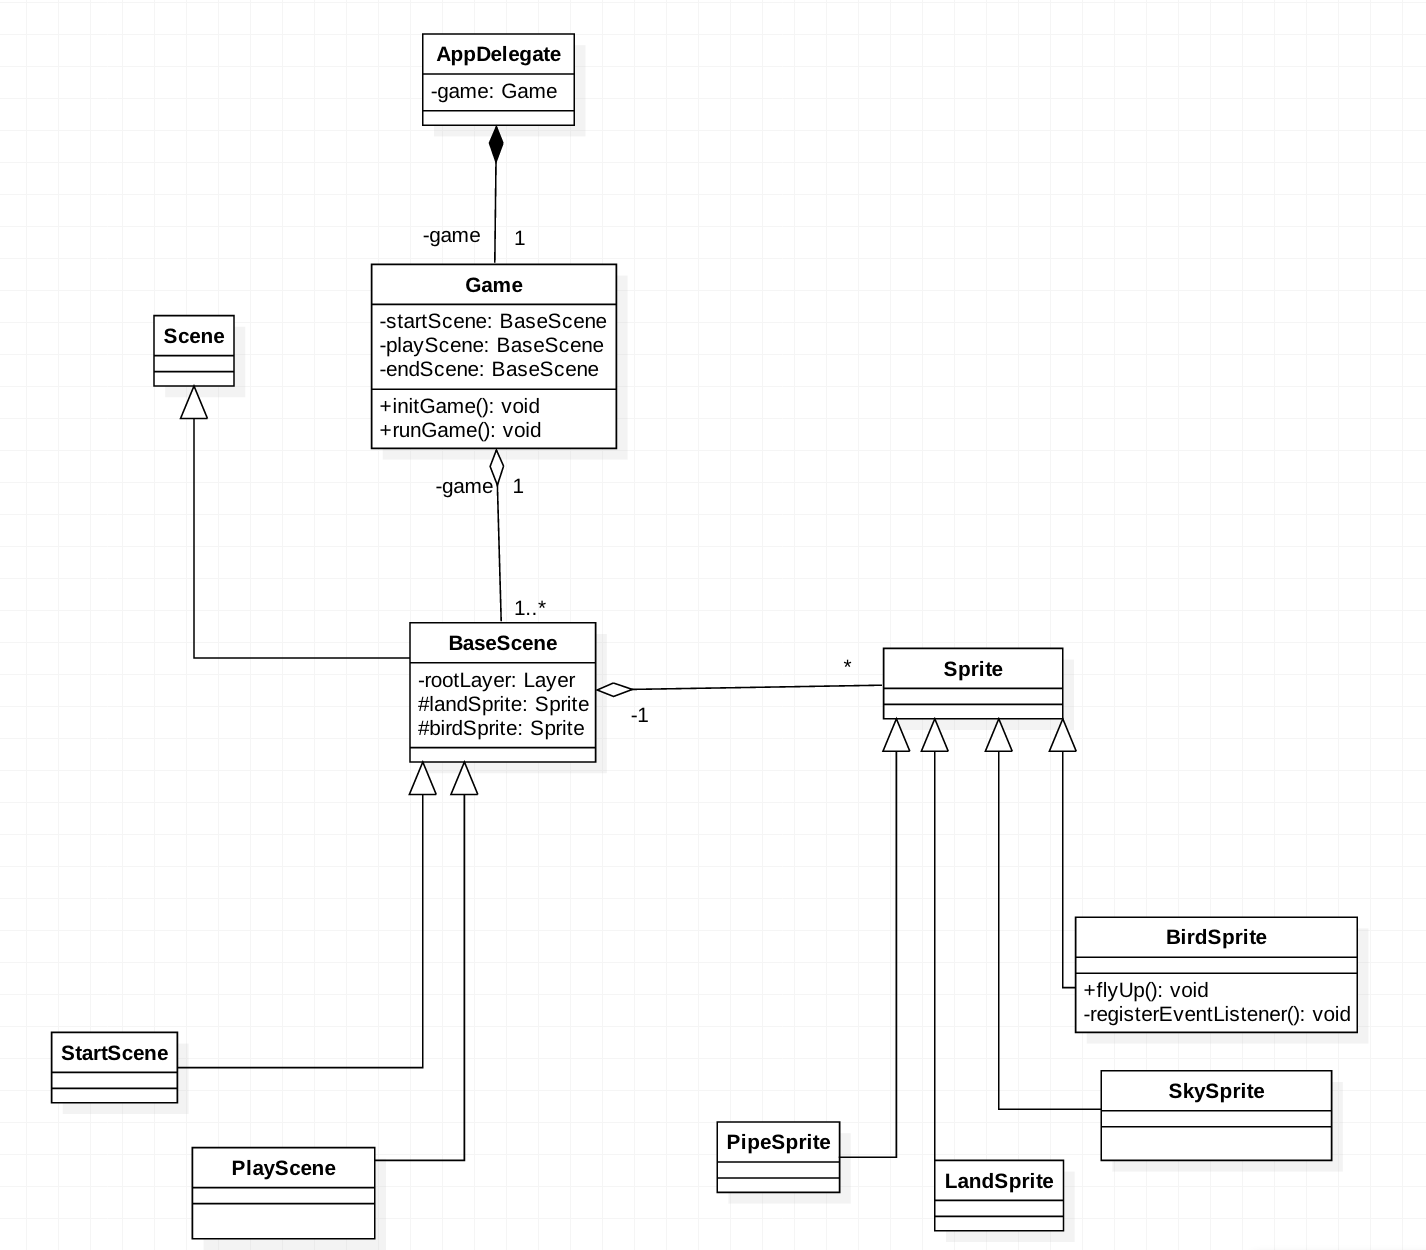 AppDelegate
-game: Game
-game 1
Game
-startScene: BaseScene
-playScene: BaseScene
-endScene: BaseScene
+initGame(): void
+runGame(): void
Scene
-game 1
1..*
BaseScene
-rootLayer: Layer
#landSprite: Sprite
#birdSprite: Sprite
*
-1
Sprite
BirdSprite
+flyUp(): void
-registerEventListener(): void
StartScene
SkySprite
PipeSprite
PlayScene
LandSprite